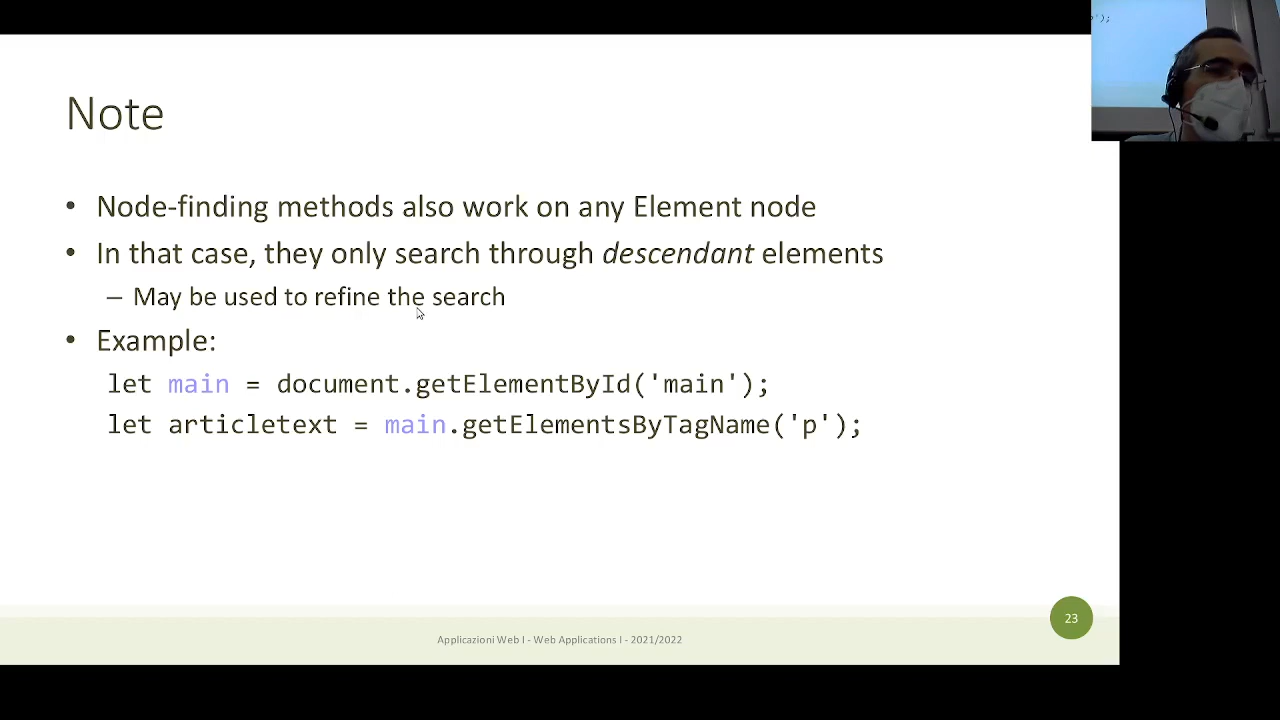 Note
• Node-finding methods also work on any Element node
• In that case, they only search through descendant elements
– May be used to refine the search
• Example:
let main = document.getElementById('main');
let articletext = main.getElementsByTagName('p');
23
Applicazioni Web I - Web Applications I - 2021/2022
');